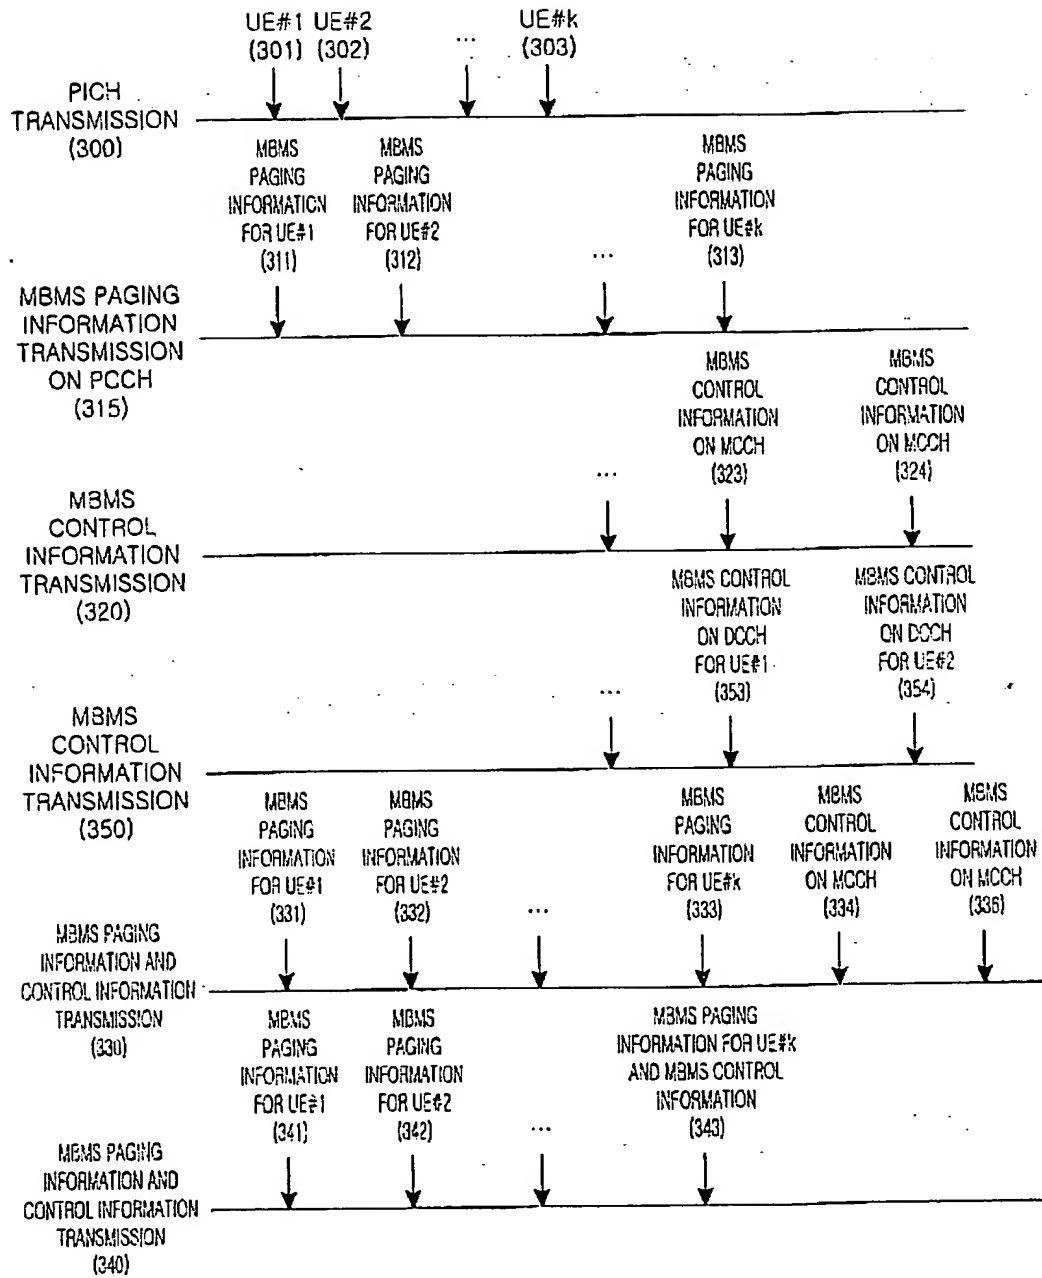 UE#1 UE#2 ... UE#k
(301) (302) (303)
PICH
TRANSMISSION
(300)
MBMS
PAGING
INFORMATION
FOR UE#1
(311)
MBMS
PAGING
INFORMATION
FOR UE#2
(312)
...
MBMS
PAGING
INFORMATION
FOR UE#k
(313)
MBMS PAGING
INFORMATION
TRANSMISSION
ON PCCH
(315)
...
MBMS
CONTROL
INFORMATION
ON MCCH
(323)
MBMS
CONTROL
INFORMATION
ON MCCH
(324)
MBMS
CONTROL
INFORMATION
TRANSMISSION
(320)
...
MBMS CONTROL
INFORMATION
ON DCCH
FOR UE#1
(353)
MBMS CONTROL
INFORMATION
ON DCCH
FOR UE#2
(354)
MBMS
CONTROL
INFORMATION
TRANSMISSION
(350)
MBMS
PAGING
INFORMATION
FOR UE#1
(331)
MBMS
PAGING
INFORMATION
FOR UE#2
(332)
...
MBMS
PAGING
INFORMATION
FOR UE#k
(333)
MBMS
CONTROL
INFORMATION
ON MCCH
(334)
MBMS
CONTROL
INFORMATION
ON MCCH
(336)
MBMS PAGING
INFORMATION AND
CONTROL INFORMATION
TRANSMISSION
(330)
MBMS
PAGING
INFORMATION
FOR UE#1
(341)
MBMS
PAGING
INFORMATION
FOR UE#2
(342)
...
MBMS PAGING
INFORMATION FOR UE#k
AND MBMS CONTROL
INFORMATION
(343)
MBMS PAGING
INFORMATION AND
CONTROL INFORMATION
TRANSMISSION
(340)